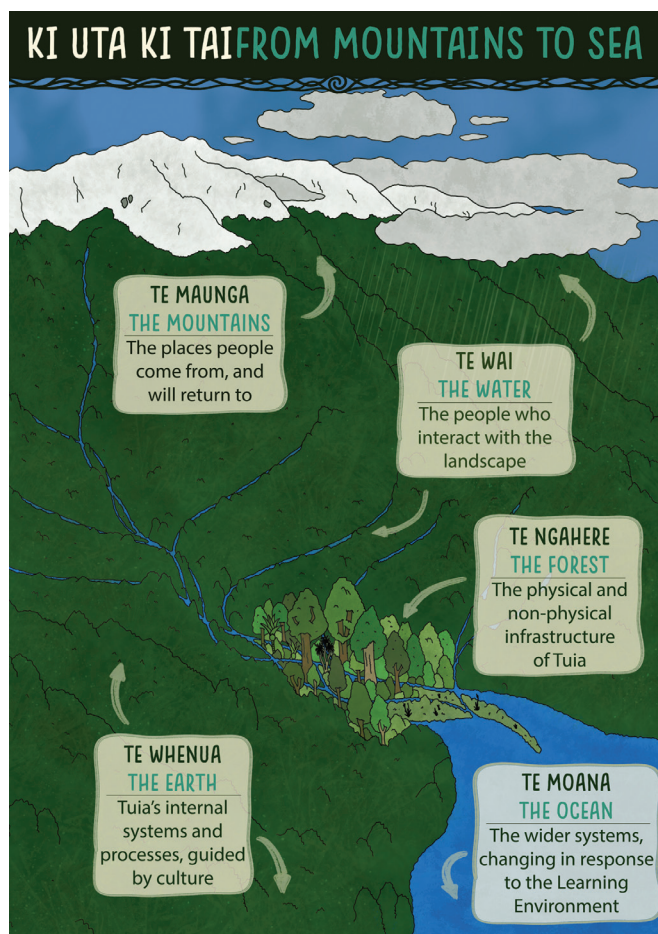 KI UTA KI TAI FROM MOUNTAINS TO SEA
TE MAUNGA
THE MOUNTAINS
The places people
come from, and
will return to
TE WAI
THE WATER
The people who
interact with the
landscape
TE NGAHERE
THE FOREST
The physical and
non-physical
infrastructure
of Tuia
TE WHENUA
THE EARTH
Tuia's internal
systems and
processes, guided
by culture
TE MOANA
THE OCEAN
The wider systems,
changing in response
to the Learning
Environment